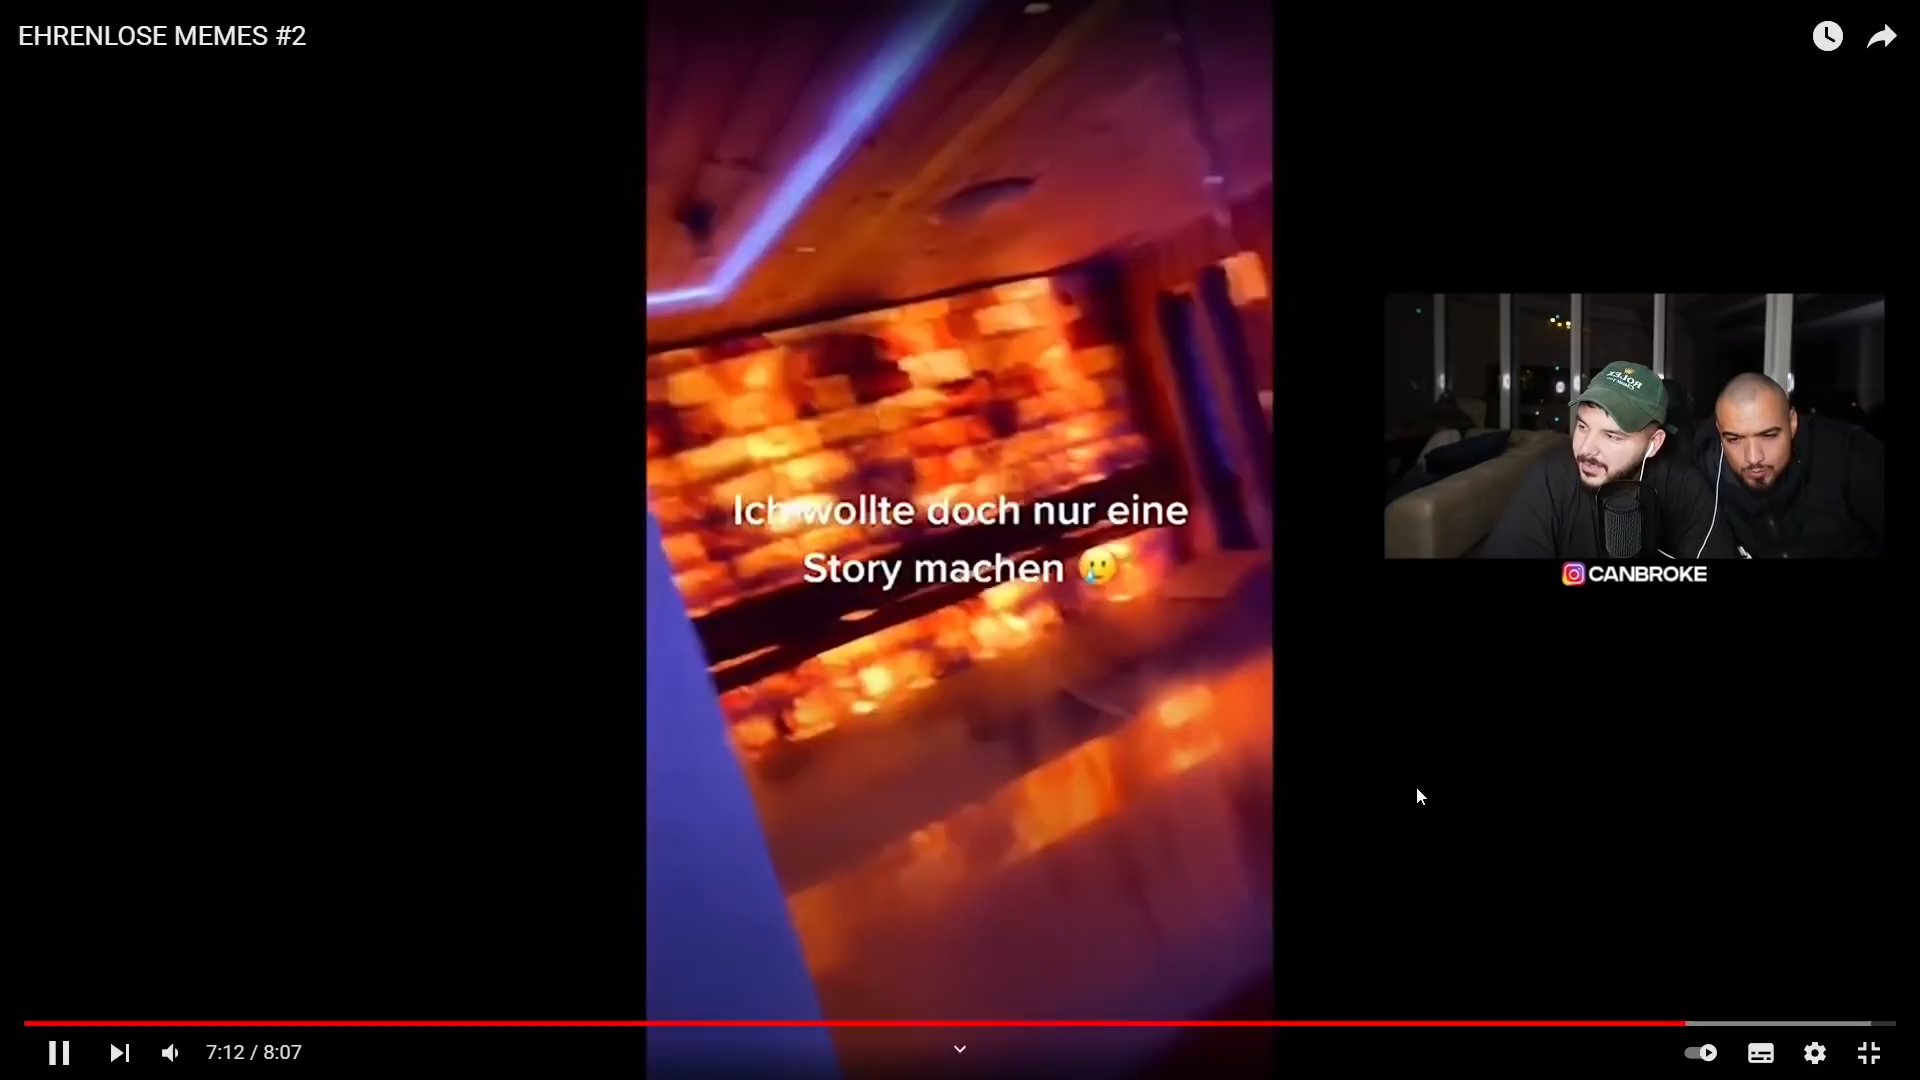 EHRENLOSE MEMES #2
Ich wollte doch nur eine
Story machen 🥲
CANBROKE
7:12 / 8:07